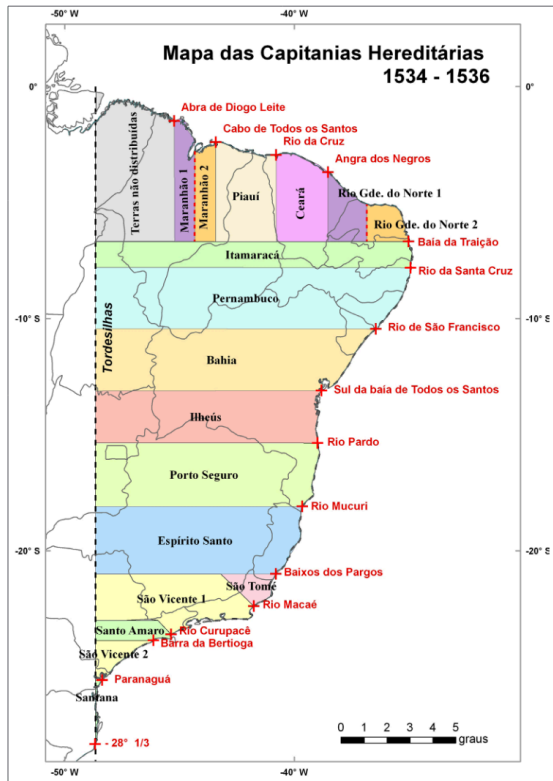 -50° W
-40° W
Mapa das Capitanias Hereditárias
1534 - 1536
0°
0°
Abra de Diogo Leite
Cabo de Todos os Santos
Rio da Cruz
Angra dos Negros
Terras não distribuídas
Maranhão 1
Maranhão 2
Piauí
Ceará
Rio Gde. do Norte 1
Rio Gde. do Norte 2
Baia da Traição
Itamaracá
Rio da Santa Cruz
Pernambuco
-10° S
-10° S
Rio de São Francisco
Tordesilhas
Bahia
Sul da baía de Todos os Santos
Ilheús
Rio Pardo
Porto Seguro
Rio Mucuri
Espírito Santo
-20° S
-20° S
Baixos dos Pargos
São Tomé
São Vicente 1
Rio Macaé
Santo Amaro
Rio Curupacê
Barra da Bertioga
São Vicente 2
Paranaguá
Santana
- 28° 1/3
0 1 2 3 4 5
graus
-50° W
-40° W